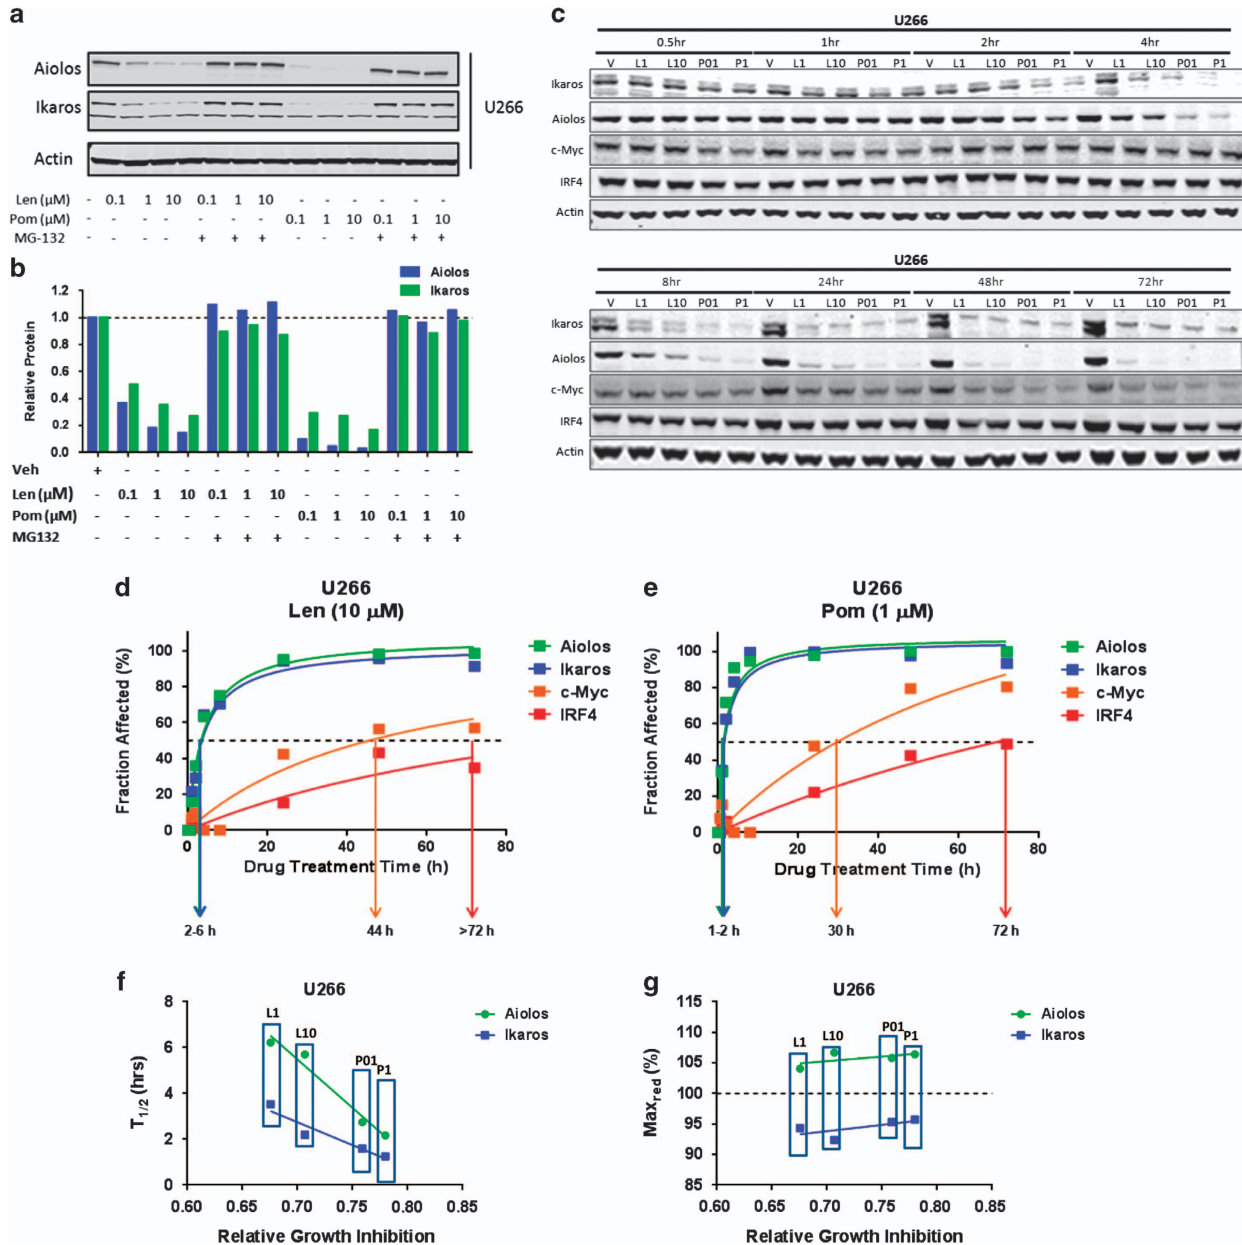 a
Aiolos
Ikaros
Actin
U266
Len (µM) - 0.1 1 10 0.1 1 10 - - - - - -
Pom (µM) - - - - - - - 0.1 1 10 0.1 1 10
MG-132 - - - - + + + - - - + + +
b
Aiolos
Ikaros
Relative Protein
1.2
1.0
0.8
0.6
0.4
0.2
0.0
Veh + - - - - - - - - - - - -
Len (µM) - 0.1 1 10 0.1 1 10 - - - - - -
Pom (µM) - - - - - - - 0.1 1 10 0.1 1 10
MG132 - - - - + + + - - - + + +
c
U266
0.5hr 1hr 2hr 4hr
V L1 L10 P01 P1 V L1 L10 P01 P1 V L1 L10 P01 P1 V L1 L10 P01 P1
Ikaros
Aiolos
c-Myc
IRF4
Actin
U266
8hr 24hr 48hr 72hr
V L1 L10 P01 P1 V L1 L10 P01 P1 V L1 L10 P01 P1 V L1 L10 P01 P1
Ikaros
Aiolos
c-Myc
IRF4
Actin
d
U266
Len (10 µM)
Fraction Affected (%)
100
80
60
40
20
0
0 20 40 60 80
Drug Treatment Time (h)
Aiolos
Ikaros
c-Myc
IRF4
2-6 h 44 h >72 h
e
U266
Pom (1 µM)
Fraction Affected (%)
100
80
60
40
20
0
0 20 40 60 80
Drug Treatment Time (h)
Aiolos
Ikaros
c-Myc
IRF4
1-2 h 30 h 72 h
f
U266
T1/2 (hrs)
8
6
4
2
0
L1 L10 P01 P1
Aiolos
Ikaros
0.60 0.65 0.70 0.75 0.80 0.85
Relative Growth Inhibition
g
U266
Maxred (%)
115
110
105
100
95
90
85
L1 L10 P01 P1
Aiolos
Ikaros
0.60 0.65 0.70 0.75 0.80 0.85
Relative Growth Inhibition